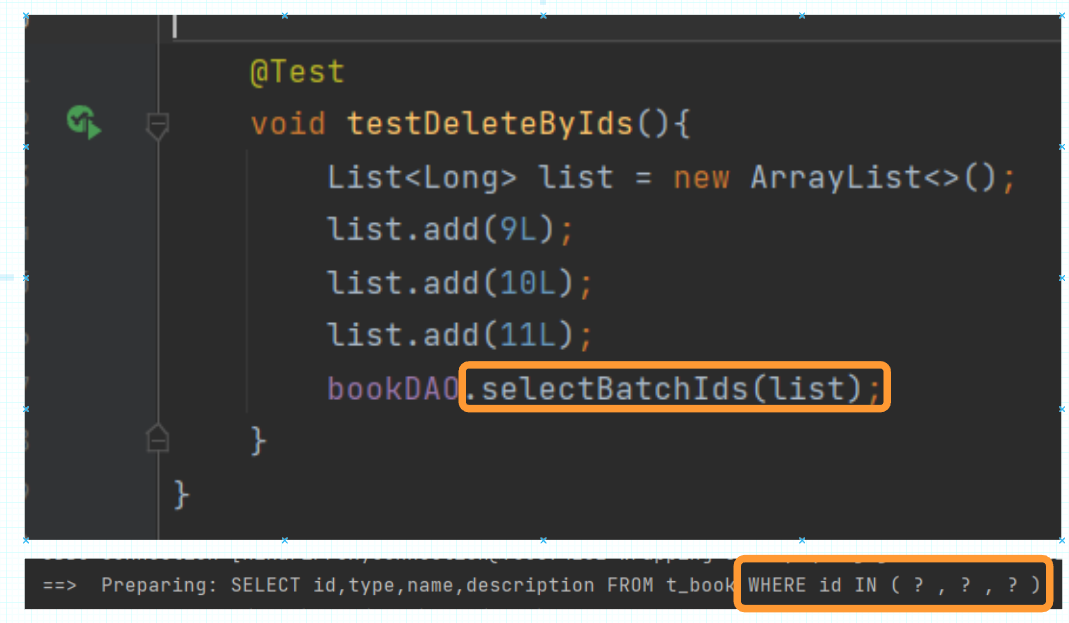 @Test
void testDeleteByIds(){
List<Long> list = new ArrayList<>();
list.add(9L);
list.add(10L);
list.add(11L);
bookDAO.selectBatchIds(list);
}
}
==> Preparing: SELECT id,type,name,description FROM t_book WHERE id IN ( ? , ? , ? )